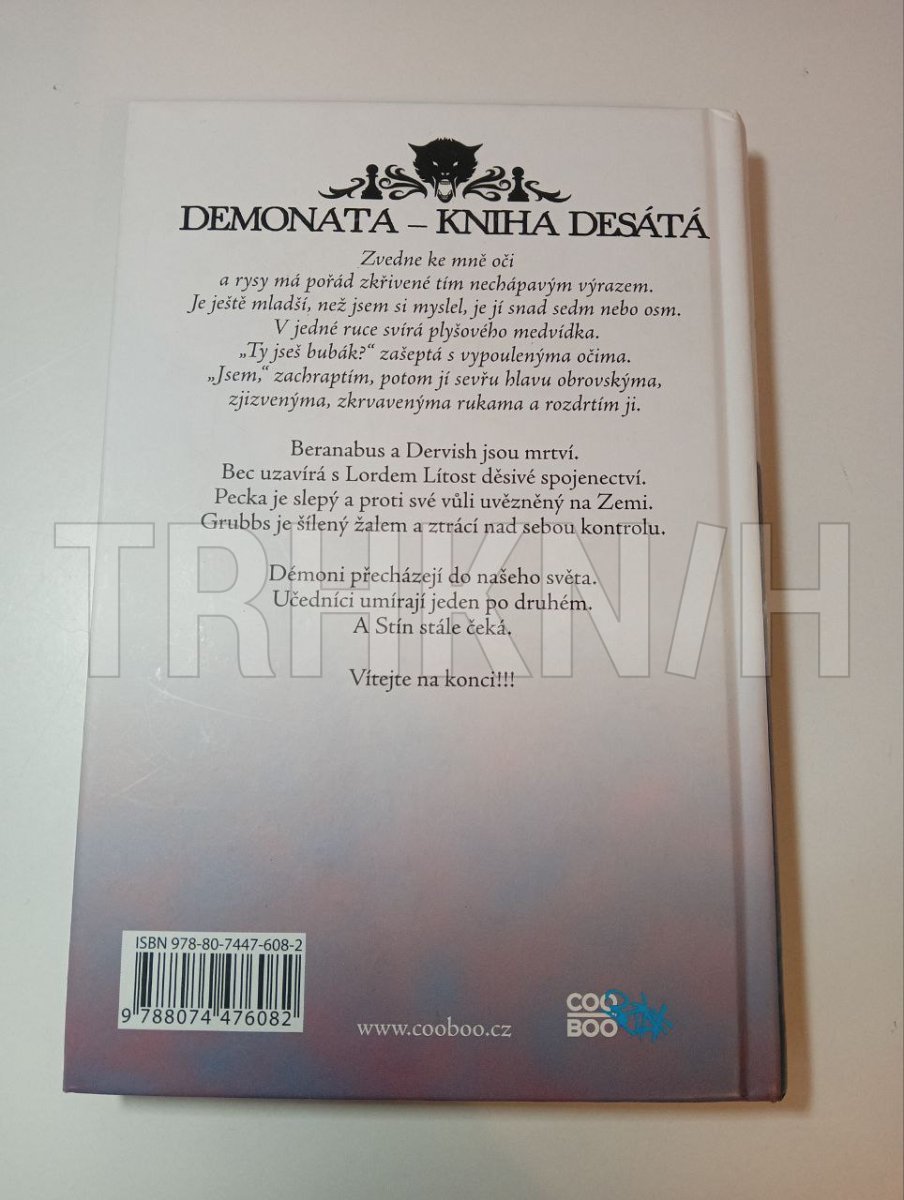 DEMONATA – KNIHA DESÁTÁ
Zvedne ke mně oči
a rysy má pořád zkřivené tím nechápavým výrazem.
Je ještě mladší, než jsem si myslel, je jí snad sedm nebo osm.
V jedné ruce svírá plyšového medvídka.
„Ty jseš bubák?“ zašeptá s vypoulenýma očima.
„Jsem,“ zachraptím, potom jí sevřu hlavu obrovskýma,
zjizvenýma, zkrvavenýma rukama a rozdrtím ji.
Beranabus a Dervish jsou mrtví.
Bec uzavírá s Lordem Lítost děsivé spojenectví.
Pecka je slepý a proti své vůli uvězněný na Zemi.
Grubbs je šílený žalem a ztrácí nad sebou kontrolu.
TRHKN/H
Démoni přecházejí do našeho světa.
Učedníci umírají jeden po druhém.
A Stín stále čeká.
Vítejte na konci!!!
ISBN 978-80-7447-608-2
9 788074 476082
www.cooboo.cz
COO
BOO